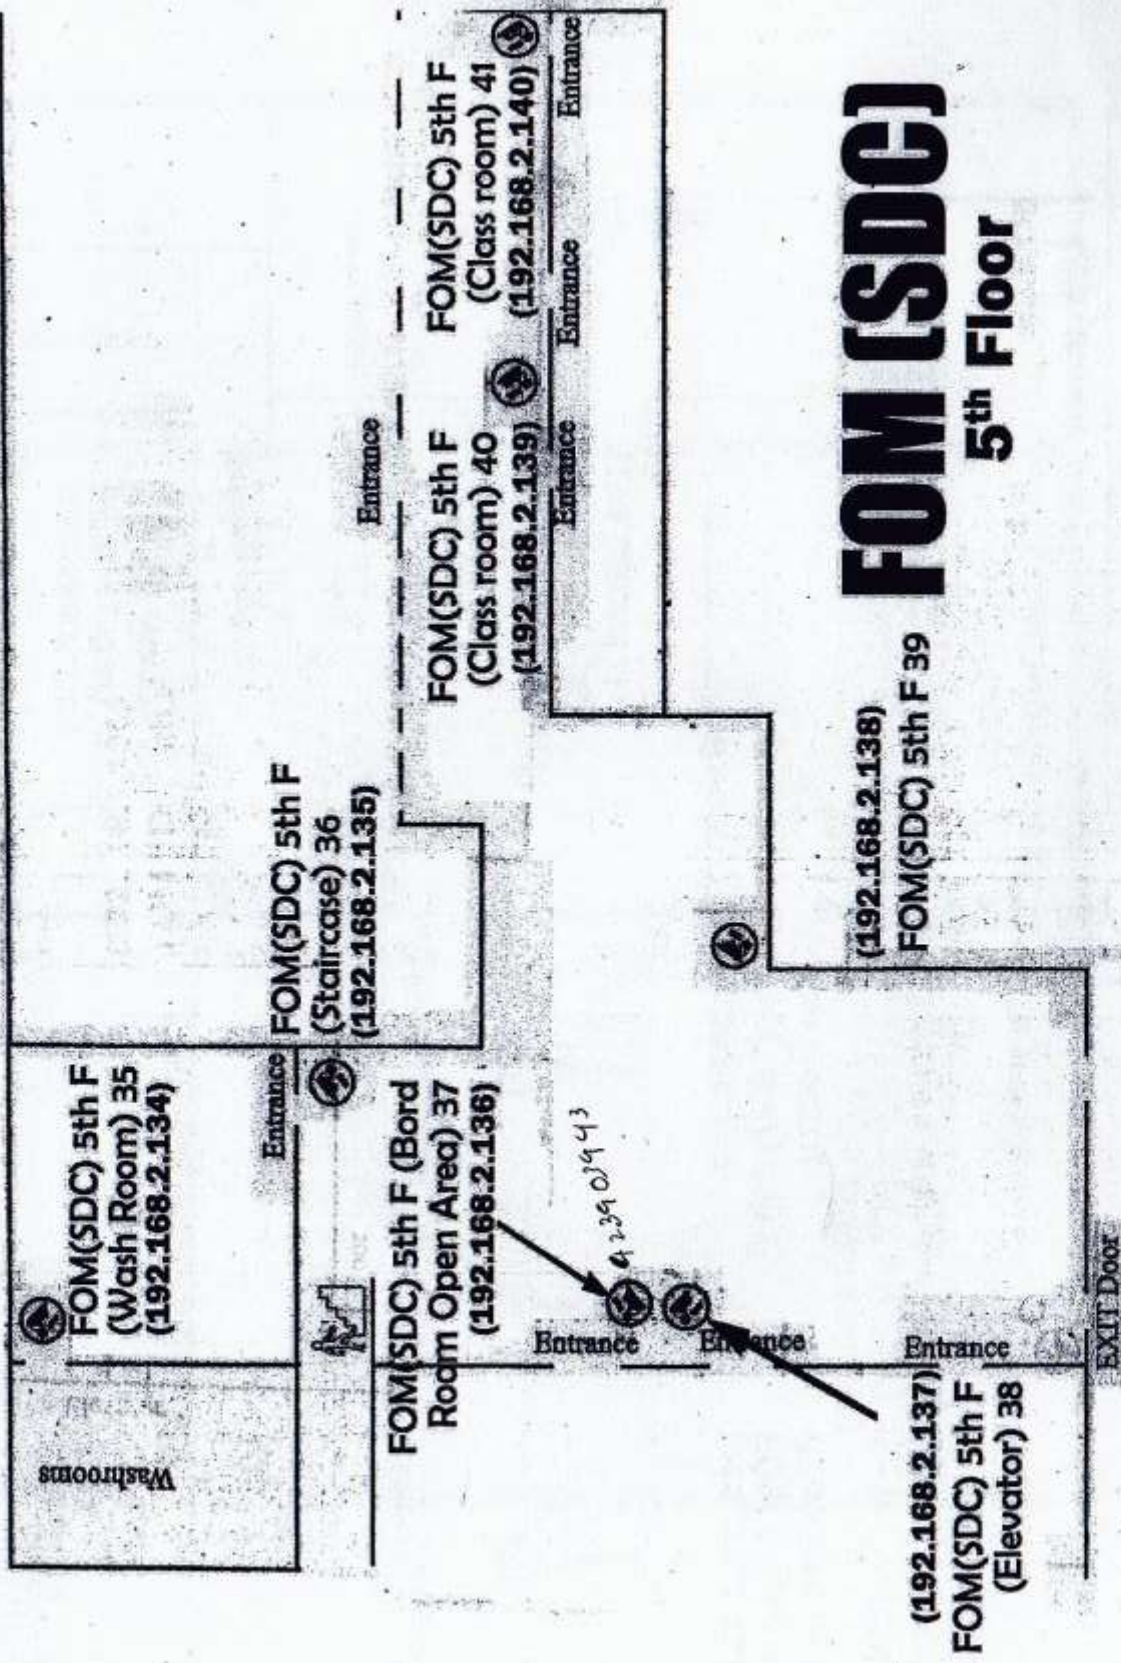 Washrooms
FOM(SDC) 5th F
(Wash Room) 35
(192.168.2.134)
Entrance
FOM(SDC) 5th F
(Staircase) 36
(192.168.2.135)
Entrance
FOM(SDC) 5th F (Bord
Room Open Area) 37
(192.168.2.136)
FOM(SDC) 5th F
(Class room) 40
(192.168.2.139)
FOM(SDC) 5th F
(Class room) 41
(192.168.2.140)
Entrance
Entrance
Entrance
Entrance
Entrance
Entrance
(192.168.2.137)
FOM(SDC) 5th F
(Elevator) 38
(192.168.2.138)
FOM(SDC) 5th F 39
FOM (SDC)
5th Floor
EXIT Door